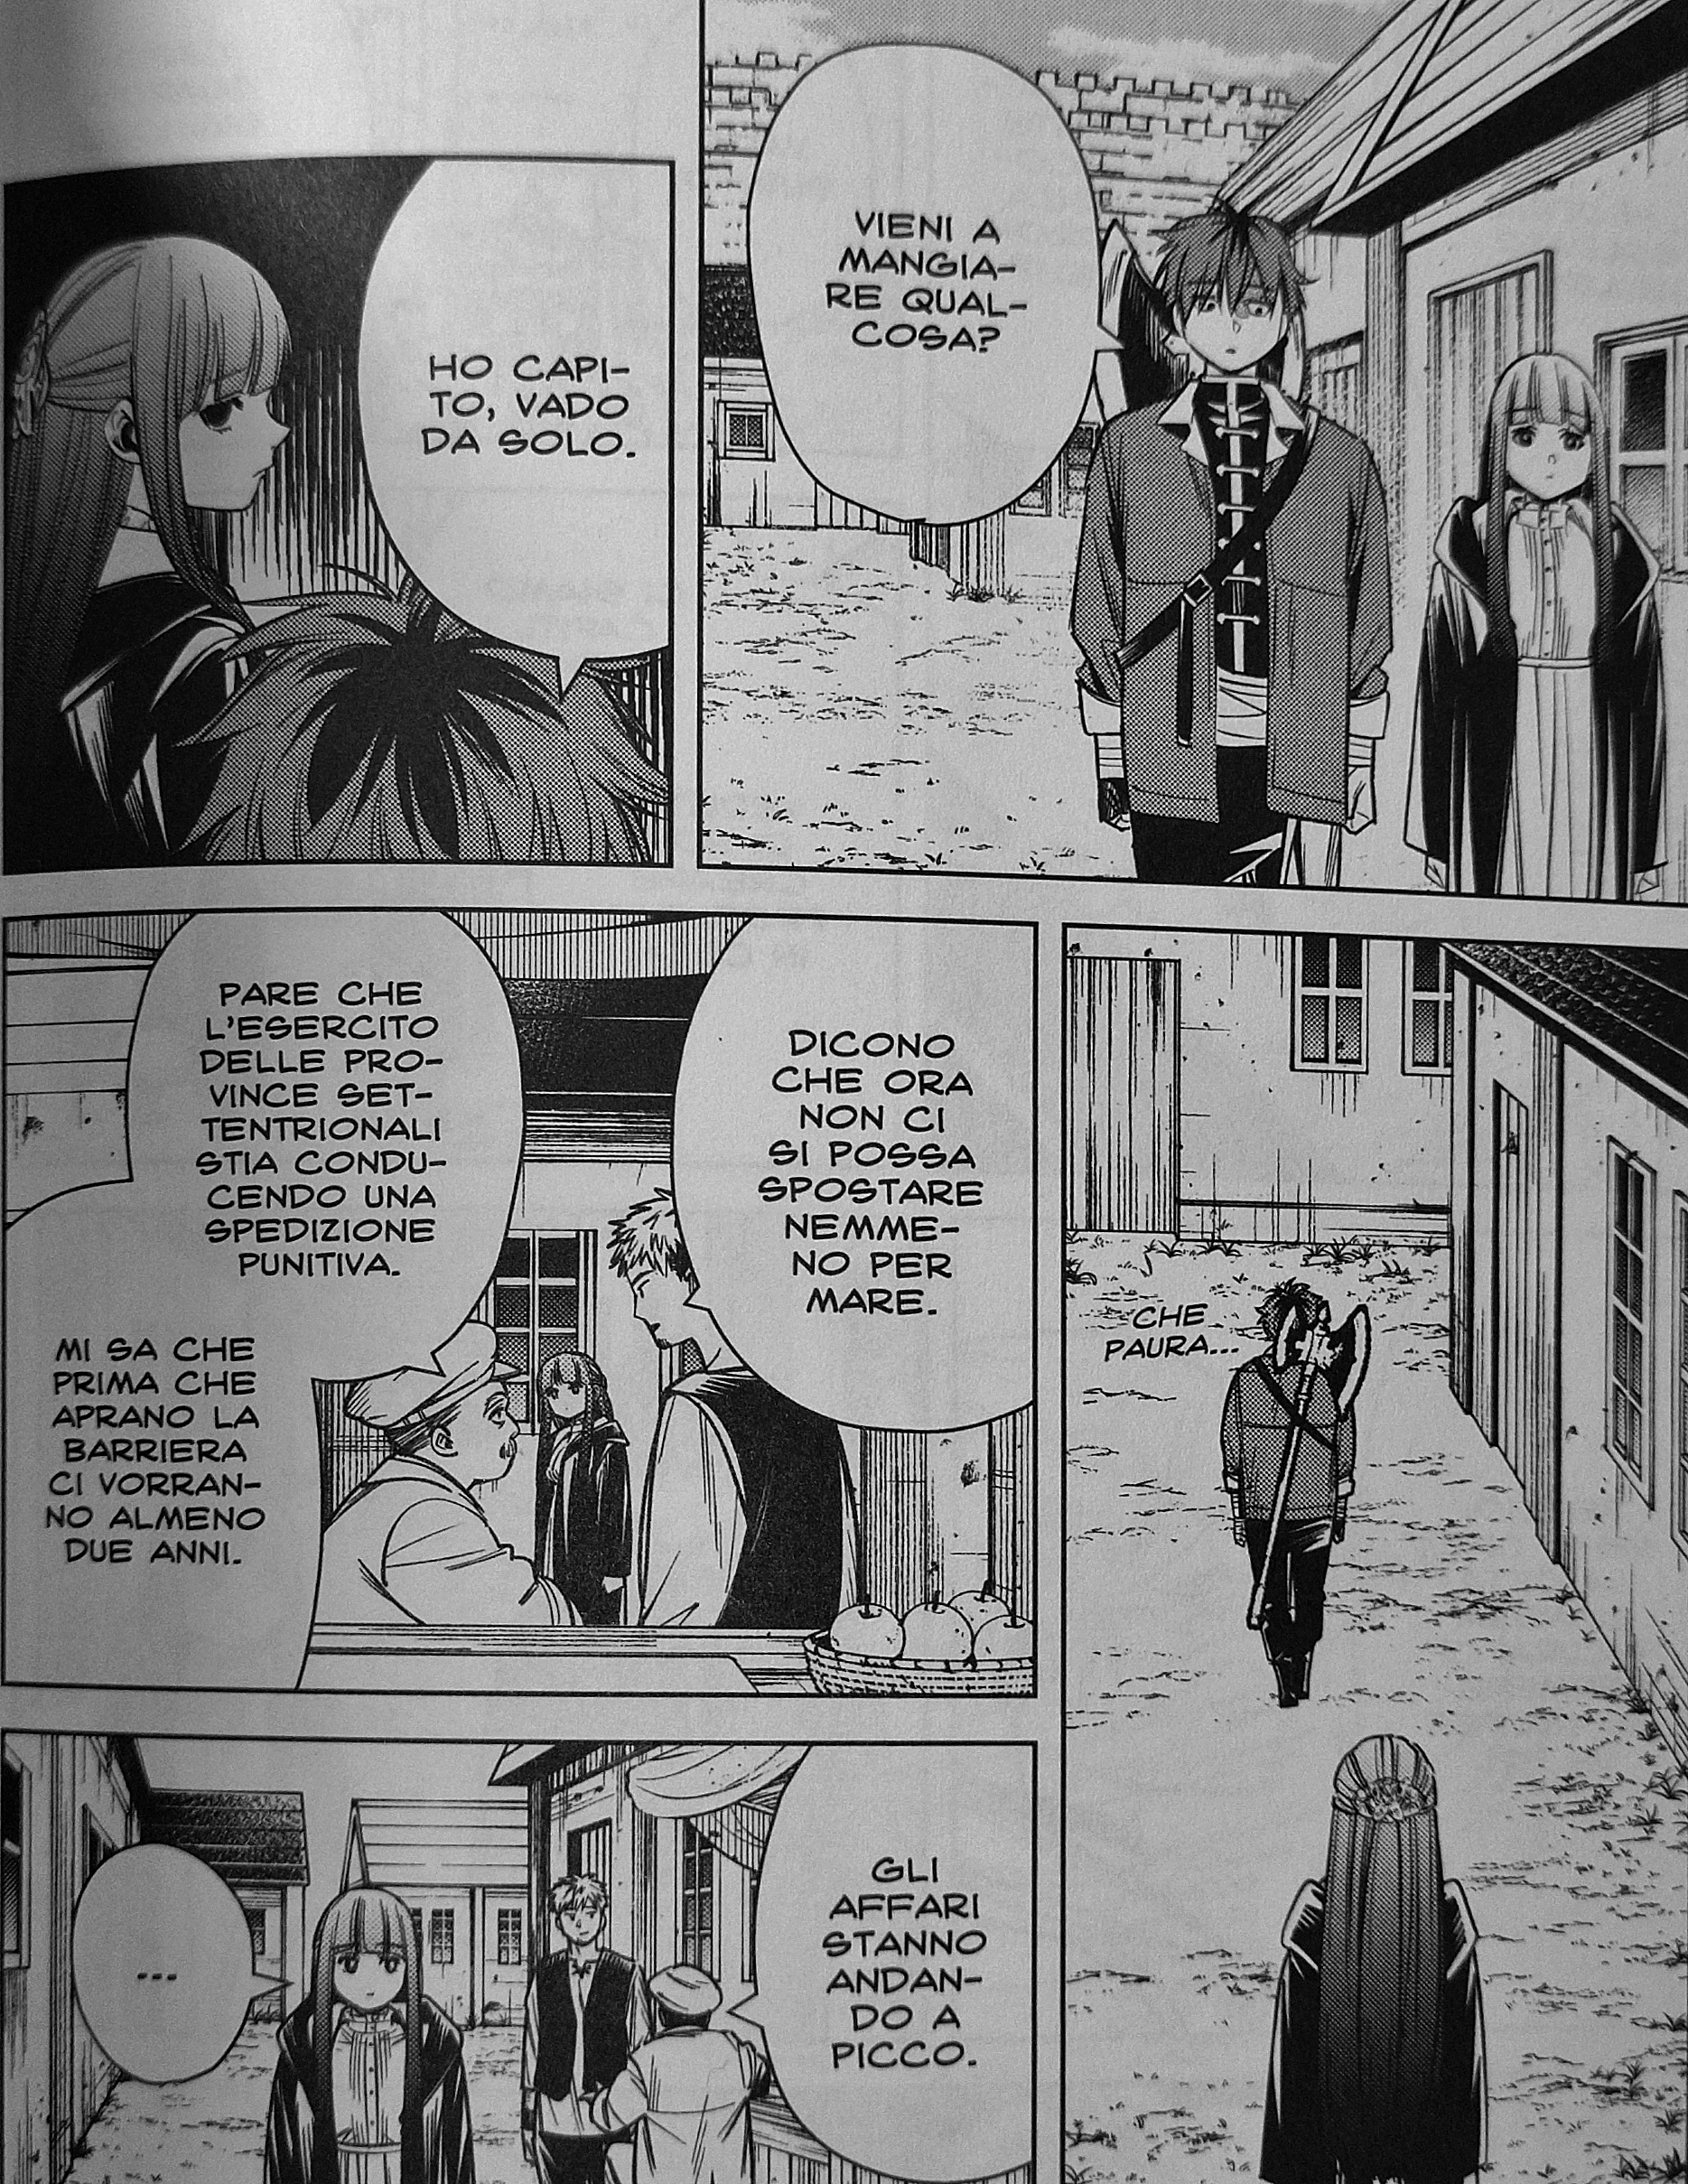 VIENI A
MANGIA-
RE QUAL-
COSA?
HO CAPI-
TO, VADO
DA SOLO.
CHE
PAURA...
DICONO
CHE ORA
NON CI
SI POSSA
SPOSTARE
NEMME-
NO PER
MARE.
PARE CHE
L'ESERCITO
DELLE PRO-
VINCE SET-
TENTRIONALI
STIA CONDU-
CENDO UNA
SPEDIZIONE
PUNITIVA.
MI SA CHE
PRIMA CHE
APRANO LA
BARRIERA
CI VORRAN-
NO ALMENO
DUE ANNI.
GLI
AFFARI
STANNO
ANDAN-
DO A
PICCO.
...